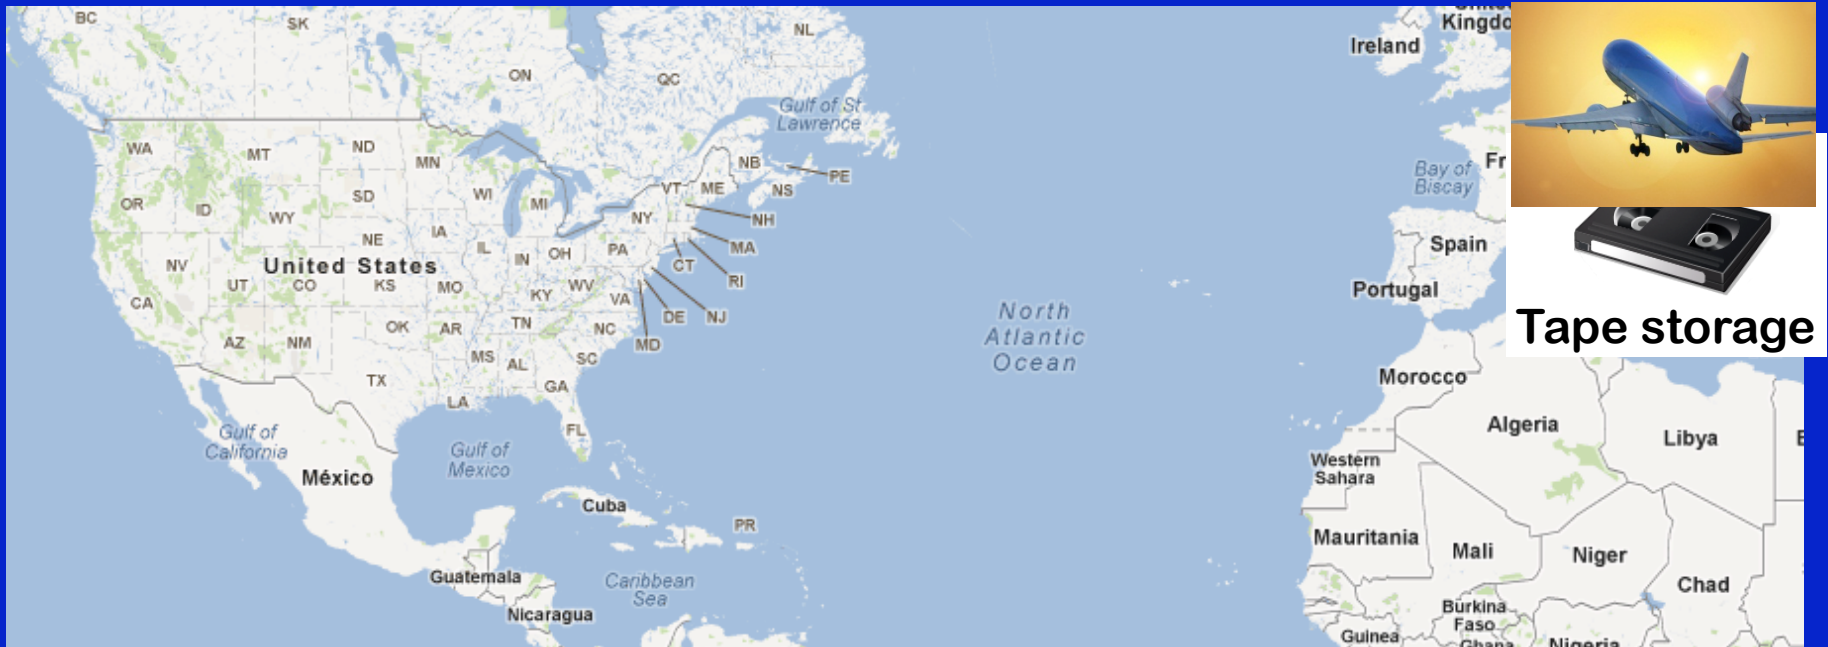 BC
SK
NL
ON
QC
Kingdo
Ireland
Gulf of St
Lawrence
WA
MT
ND
MN
NB
PE
Bay of
Biscay
Fr
OR
ID
WY
SD
WI
MI
VT
ME
NS
NY
NH
NE
IA
IL
IN
OH
PA
MA
CT
RI
Spain
NV
United States
UT
CO
KS
MO
KY
WV
VA
DE
NJ
Portugal
CA
OK
AR
TN
NC
MD
North
Atlantic
Ocean
Tape storage
AZ
NM
MS
AL
SC
TX
GA
LA
FL
Morocco
Algeria
Libya
Gulf of
California
Gulf of
Mexico
México
Western
Sahara
Cuba
PR
Mauritania
Mali
Niger
Chad
Guatemala
Caribbean
Sea
Nicaragua
Burkina
Faso
Guinea
Ghana
Nigeria